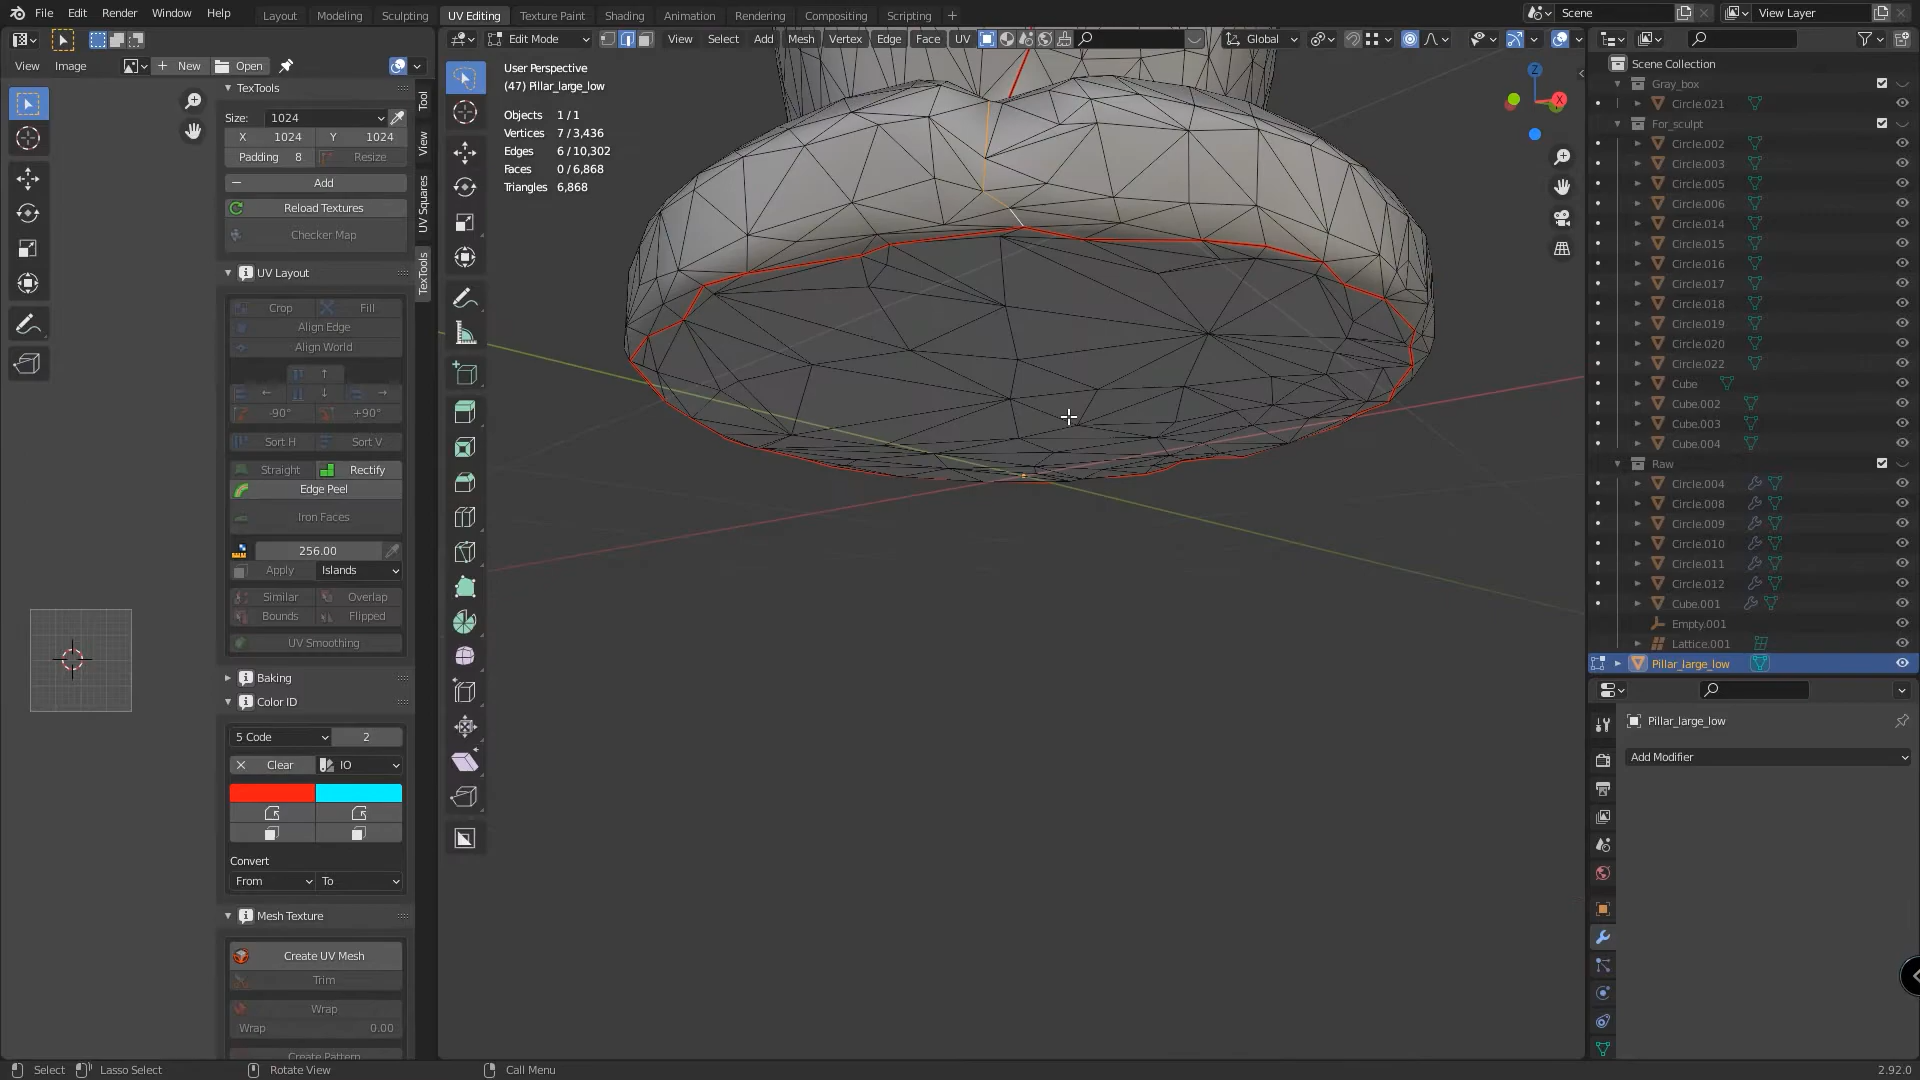 File Edit Render Window Help
Layout Modeling Sculpting UV Editing Texture Paint Shading Animation Rendering Compositing Scripting +
Scene
View Layer
View Image
New
Open
Edit Mode
View Select Add Mesh Vertex Edge Face UV
Global
TexTools
Size: 1024
X 1024 Y 1024
Padding 8 Resize
Add
Reload Textures
Checker Map
UV Layout
Crop Fill
Align Edge
Align World
-90° +90°
Sort H Sort V
Straight Rectify
Edge Peel
Iron Faces
256.00
Apply Islands
Similar Overlap
Bounds Flipped
UV Smoothing
Baking
Color ID
5 Code 2
Clear IO
Convert
From To
Mesh Texture
Create UV Mesh
Trim
Wrap
Wrap 0.00
Create Pattern
Tool
View
UV Squares
TexTools
User Perspective
(47) Pillar_large_low
Objects 1 / 1
Vertices 7 / 3,436
Edges 6 / 10,302
Faces 0 / 6,868
Triangles 6,868
Z
X
Scene Collection
Gray_box
Circle.021
For_sculpt
Circle.002
Circle.003
Circle.005
Circle.006
Circle.014
Circle.015
Circle.016
Circle.017
Circle.018
Circle.019
Circle.020
Circle.022
Cube
Cube.002
Cube.003
Cube.004
Raw
Circle.004
Circle.008
Circle.009
Circle.010
Circle.011
Circle.012
Cube.001
Empty.001
Lattice.001
Pillar_large_low
Pillar_large_low
Add Modifier
Select Lasso Select Rotate View Call Menu
2.92.0